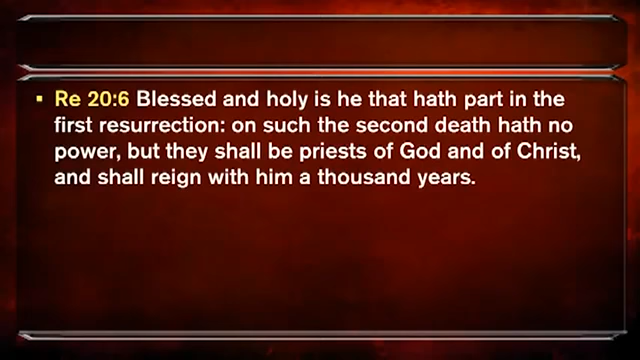 ▪ Re 20:6 Blessed and holy is he that hath part in the
first resurrection: on such the second death hath no
power, but they shall be priests of God and of Christ,
and shall reign with him a thousand years.